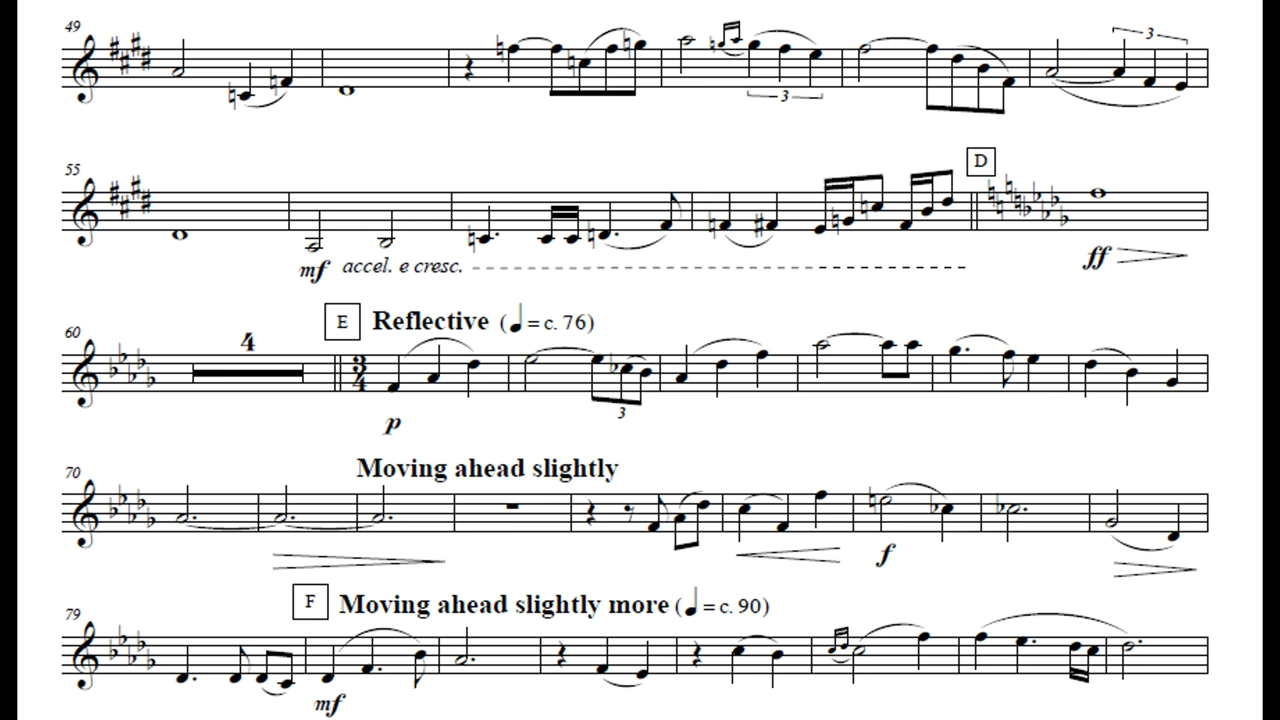 49
3
3
55
D
mf accel. e cresc.
ff
60
4
E Reflective (♩ = c. 76)
3
4
p
3
70
Moving ahead slightly
f
79
F Moving ahead slightly more (♩ = c. 90)
mf